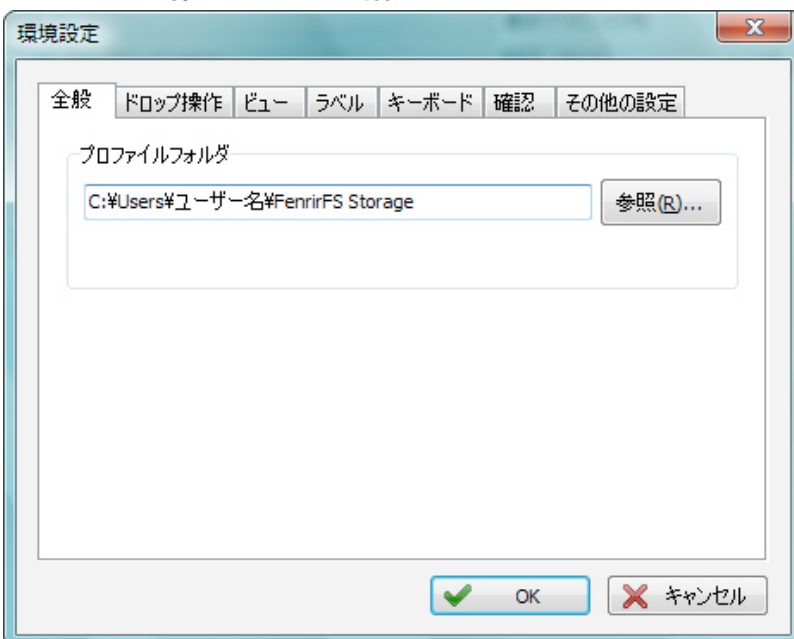 環境設定
全般 ドロップ操作 ビュー ラベル キーボード 確認 その他の設定
プロファイルフォルダ
C:¥Users¥ユーザー名¥FenrirFS Storage 参照(R)...
OK キャンセル